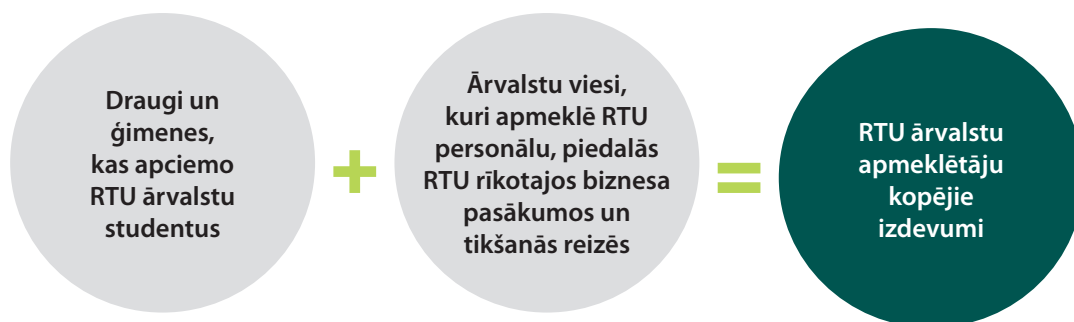 Draugi un
ģimenes,
kas apciemo
RTU ārvalstu
studentus
+
Ārvalstu viesi,
kuri apmeklē RTU
personālu, piedalās
RTU rīkotajos biznesa
pasākumos un
tikšanās reizēs
=
RTU ārvalstu
apmeklētāju
kopējie
izdevumi